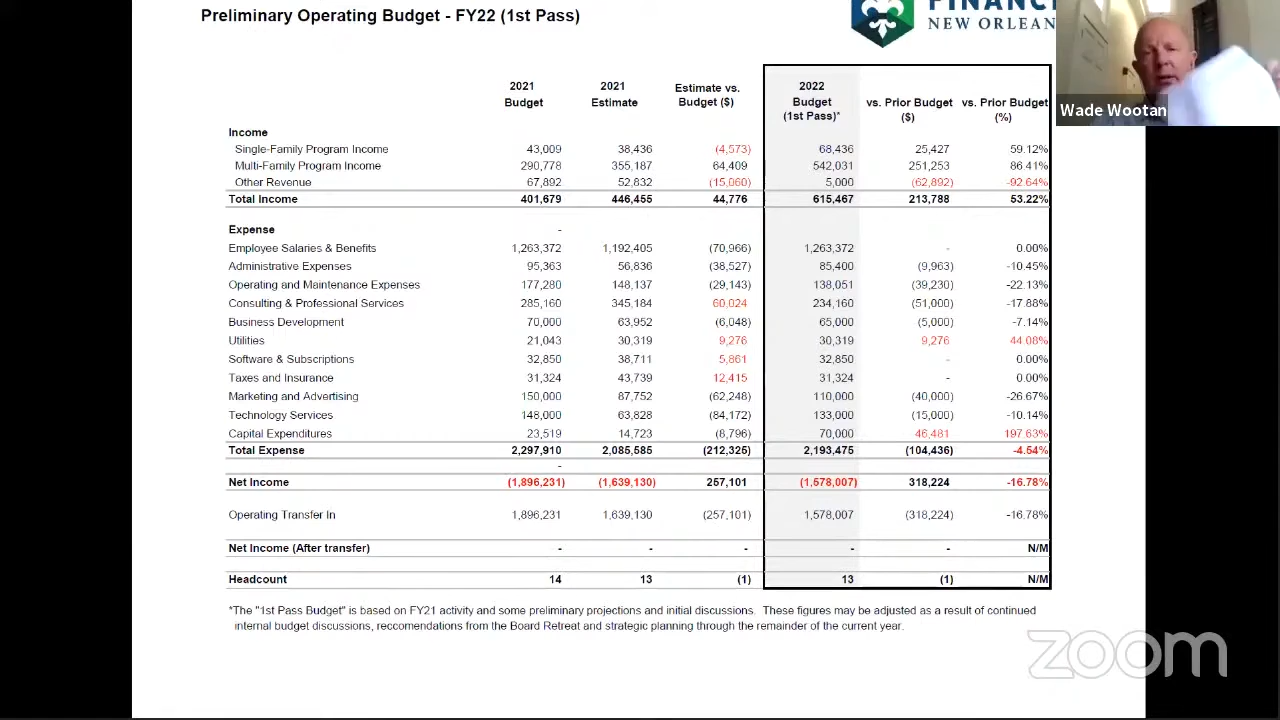 Preliminary Operating Budget - FY22 (1st Pass)
NEW ORLEAN
Wade Wootan
2021 Budget 2021 Estimate Estimate vs. Budget ($) 2022 Budget (1st Pass)* vs. Prior Budget ($) vs. Prior Budget (%)
Income
Single-Family Program Income 43,009 38,436 (4,573) 68,436 25,427 59.12%
Multi-Family Program Income 290,778 355,187 64,409 542,031 251,253 86.41%
Other Revenue 67,892 52,832 (15,060) 5,000 (62,892) -92.64%
Total Income 401,679 446,455 44,776 615,467 213,788 53.22%
Expense -
Employee Salaries & Benefits 1,263,372 1,192,405 (70,966) 1,263,372 - 0.00%
Administrative Expenses 95,363 56,836 (38,527) 85,400 (9,963) -10.45%
Operating and Maintenance Expenses 177,280 148,137 (29,143) 138,051 (39,230) -22.13%
Consulting & Professional Services 285,160 345,184 60,024 234,160 (51,000) -17.88%
Business Development 70,000 63,952 (6,048) 65,000 (5,000) -7.14%
Utilities 21,043 30,319 9,276 30,319 9,276 44.08%
Software & Subscriptions 32,850 38,711 5,861 32,850 - 0.00%
Taxes and Insurance 31,324 43,739 12,415 31,324 - 0.00%
Marketing and Advertising 150,000 87,752 (62,248) 110,000 (40,000) -26.67%
Technology Services 148,000 63,828 (84,172) 133,000 (15,000) -10.14%
Capital Expenditures 23,519 14,723 (8,796) 70,000 46,481 197.63%
Total Expense 2,297,910 2,085,585 (212,325) 2,193,475 (104,436) -4.54%
-
Net Income (1,896,231) (1,639,130) 257,101 (1,578,007) 318,224 -16.78%
Operating Transfer In 1,896,231 1,639,130 (257,101) 1,578,007 (318,224) -16.78%
Net Income (After transfer) - - - - - N/M
Headcount 14 13 (1) 13 (1) N/M
*The "1st Pass Budget" is based on FY21 activity and some preliminary projections and initial discussions. These figures may be adjusted as a result of continued
internal budget discussions, reccomendations from the Board Retreat and strategic planning through the remainder of the current year.
zoom